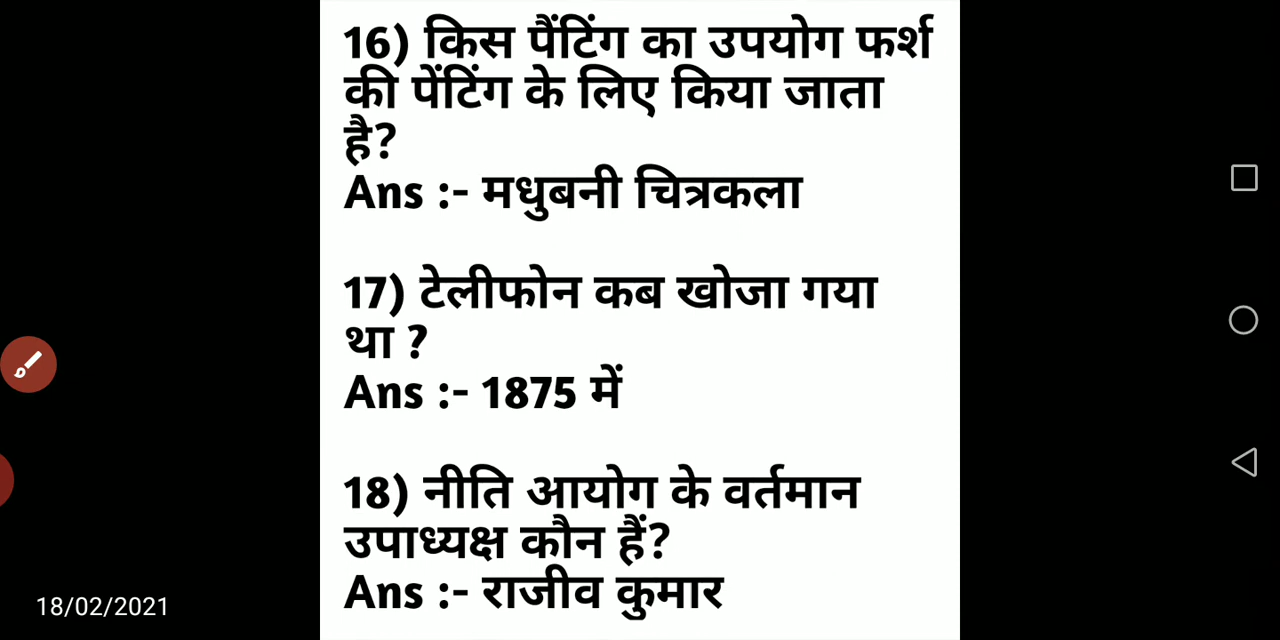 16) किस पैंटिंग का उपयोग फर्श
की पेंटिंग के लिए किया जाता
है?
Ans :- मधुबनी चित्रकला
17) टेलीफोन कब खोजा गया
था ?
Ans :- 1875 में
18) नीति आयोग के वर्तमान
उपाध्यक्ष कौन हैं?
Ans :- राजीव कुमार
18/02/2021